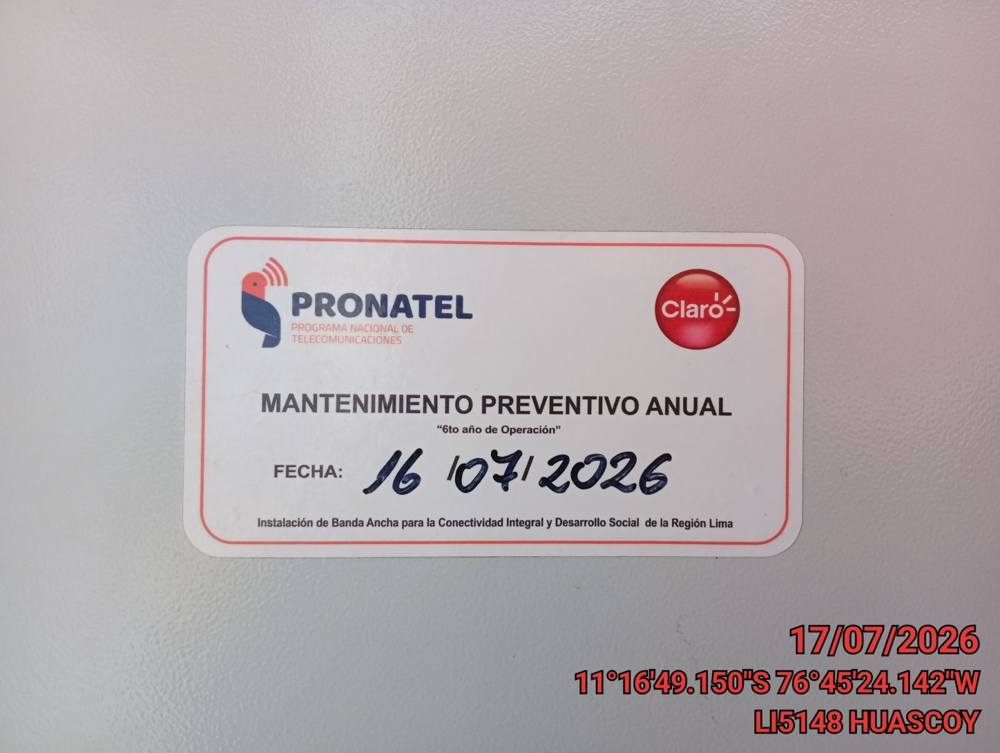 PRONATEL
PROGRAMA NACIONAL DE
TELECOMUNICACIONES
Claro
MANTENIMIENTO PREVENTIVO ANUAL
“6to año de Operación”
FECHA: 16/07/2026
Instalación de Banda Ancha para la Conectividad Integral y Desarrollo Social de la Región Lima
17/07/2026
11°16'49.150"S 76°45'24.142"W
LI5148 HUASCOY